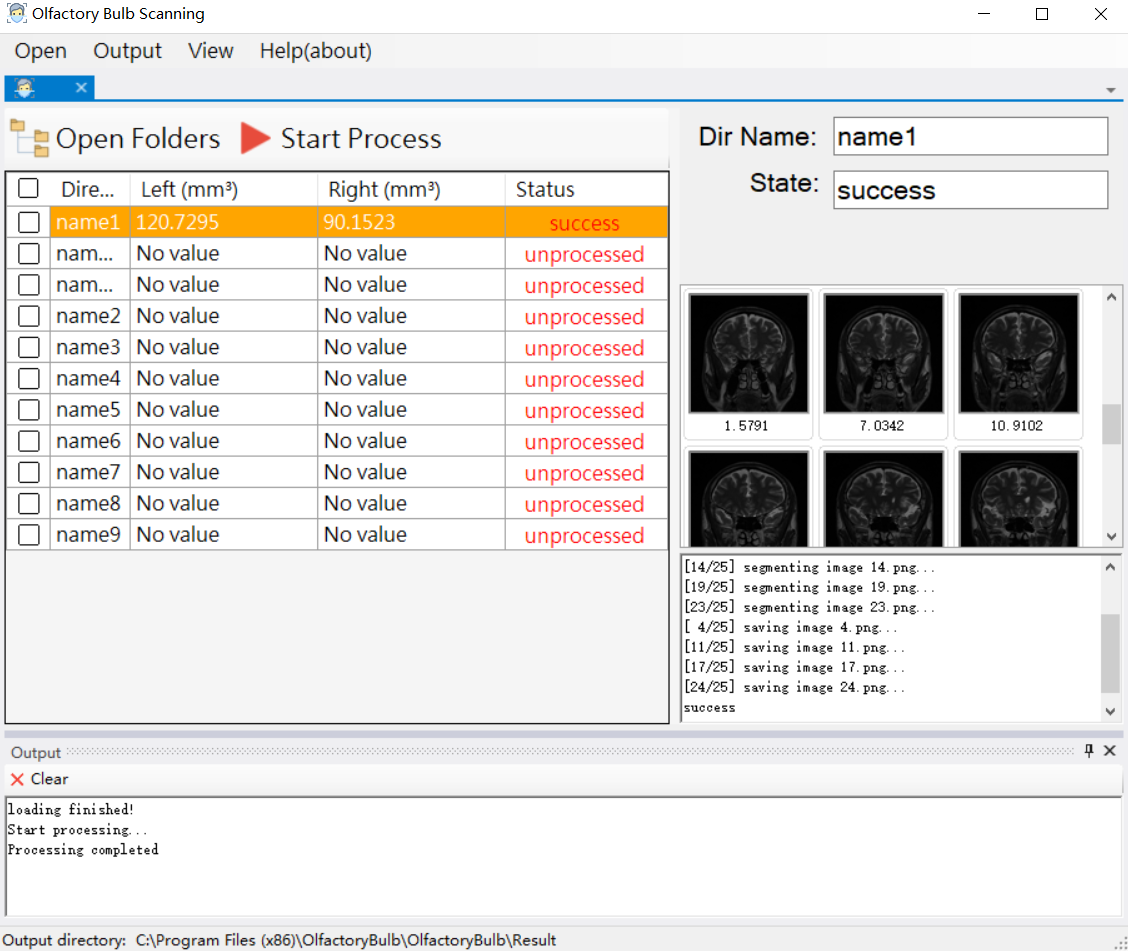 Olfactory Bulb Scanning
Open Output View Help(about)
Open Folders Start Process
Dire... Left (mm³) Right (mm³) Status
name1 120.7295 90.1523 success
nam... No value No value unprocessed
nam... No value No value unprocessed
name2 No value No value unprocessed
name3 No value No value unprocessed
name4 No value No value unprocessed
name5 No value No value unprocessed
name6 No value No value unprocessed
name7 No value No value unprocessed
name8 No value No value unprocessed
name9 No value No value unprocessed
Dir Name: name1
State: success
1.5791 7.0342 10.9102
[14/25] segmenting image 14.png...
[19/25] segmenting image 19.png...
[23/25] segmenting image 23.png...
[ 4/25] saving image 4.png...
[11/25] saving image 11.png...
[17/25] saving image 17.png...
[24/25] saving image 24.png...
success
Output
Clear
loading finished!
Start processing...
Processing completed
Output directory: C:\Program Files (x86)\OlfactoryBulb\OlfactoryBulb\Result